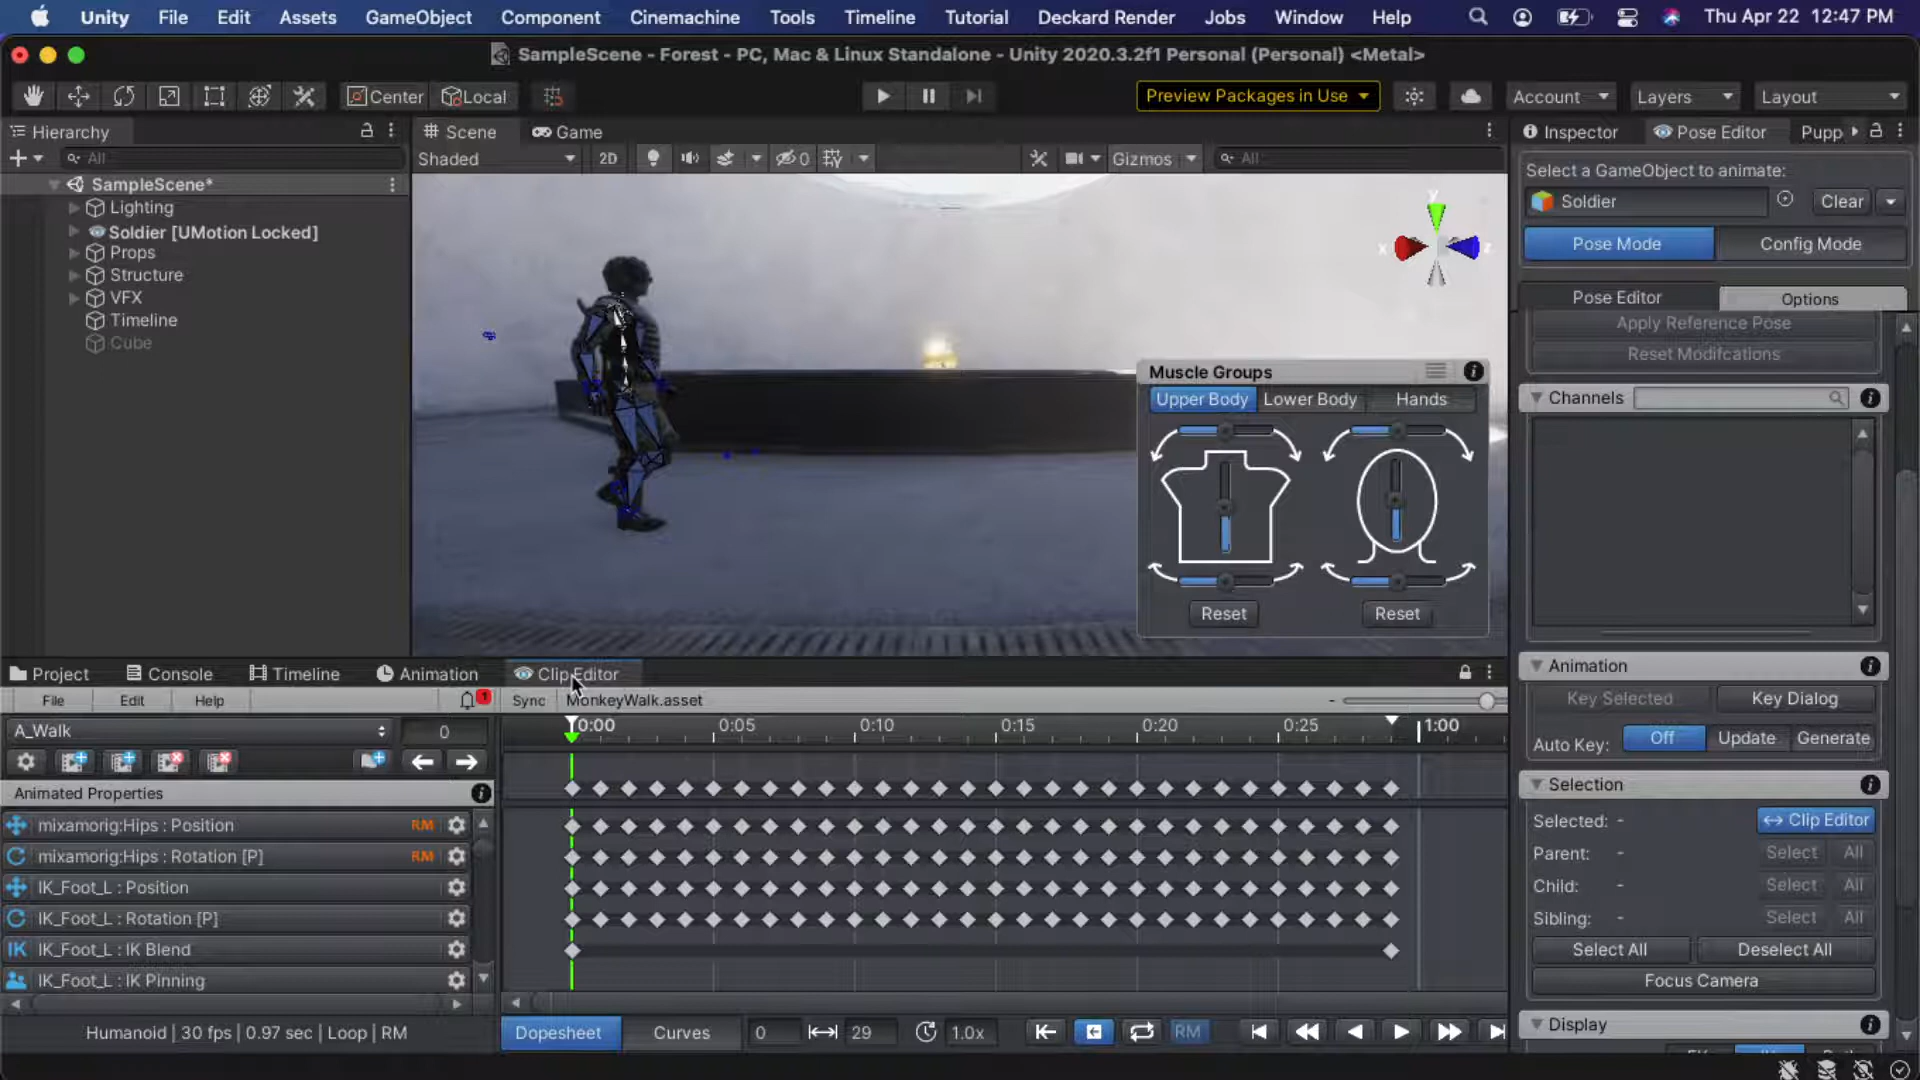 Unity File Edit Assets GameObject Component Cinemachine Tools Timeline Tutorial Deckard Render Jobs Window Help Thu Apr 22 12:47 PM
SampleScene - Forest - PC, Mac & Linux Standalone - Unity 2020.3.2f1 Personal (Personal) <Metal>
Center Local Preview Packages in Use Account Layers Layout
Hierarchy Scene Game Inspector Pose Editor Pupp
All Shaded 2D 0 Gizmos All
Select a GameObject to animate:
SampleScene*
Lighting
Soldier [UMotion Locked]
Props
Structure
VFX
Timeline
Cube
y
x z
Soldier Clear
Pose Mode Config Mode
Pose Editor Options
Apply Reference Pose
Reset Modifcations
Channels
Muscle Groups
Upper Body Lower Body Hands
Reset Reset
Animation
Key Selected Key Dialog
Auto Key: Off Update Generate
Selection
Selected: - Clip Editor
Parent: - Select All
Child: - Select All
Sibling: - Select All
Select All Deselect All
Focus Camera
Display
Project Console Timeline Animation Clip Editor
File Edit Help 1 Sync MonkeyWalk.asset
A_Walk 0 0:00 0:05 0:10 0:15 0:20 0:25 1:00
Animated Properties
mixamorig:Hips : Position RM
mixamorig:Hips : Rotation [P] RM
IK_Foot_L : Position
IK_Foot_L : Rotation [P]
IK IK_Foot_L : IK Blend
IK_Foot_L : IK Pinning
Humanoid | 30 fps | 0.97 sec | Loop | RM Dopesheet Curves 0 29 1.0x RM